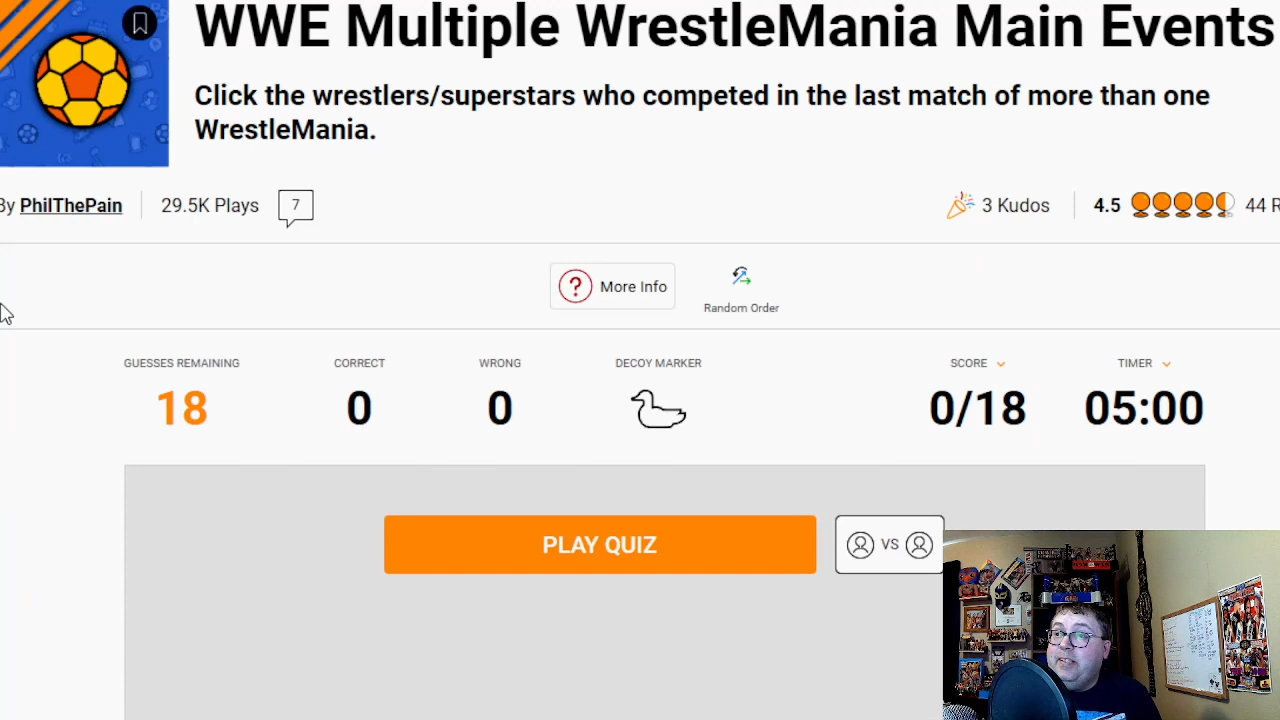 WWE Multiple WrestleMania Main Events
Click the wrestlers/superstars who competed in the last match of more than one
WrestleMania.
By PhilThePain
29.5K Plays
7
3 Kudos
4.5
44 R
? More Info
Random Order
GUESSES REMAINING
18
CORRECT
0
WRONG
0
DECOY MARKER
SCORE
0/18
TIMER
05:00
PLAY QUIZ
VS